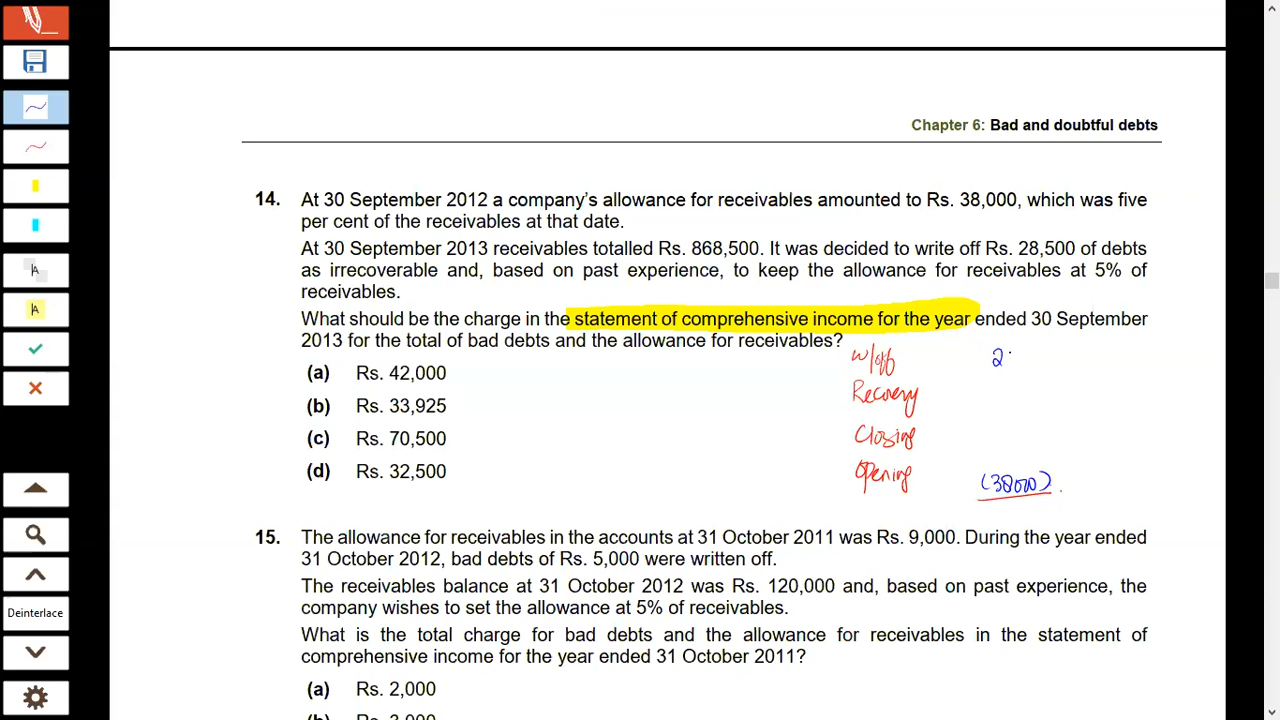 Chapter 6: Bad and doubtful debts
14. At 30 September 2012 a company's allowance for receivables amounted to Rs. 38,000, which was five
per cent of the receivables at that date.
At 30 September 2013 receivables totalled Rs. 868,500. It was decided to write off Rs. 28,500 of debts
as irrecoverable and, based on past experience, to keep the allowance for receivables at 5% of
receivables.
What should be the charge in the statement of comprehensive income for the year ended 30 September
2013 for the total of bad debts and the allowance for receivables?
w/off 2
(a) Rs. 42,000
Recovery
(b) Rs. 33,925
Closing
(c) Rs. 70,500
Opening (38000)
(d) Rs. 32,500
15. The allowance for receivables in the accounts at 31 October 2011 was Rs. 9,000. During the year ended
31 October 2012, bad debts of Rs. 5,000 were written off.
The receivables balance at 31 October 2012 was Rs. 120,000 and, based on past experience, the
company wishes to set the allowance at 5% of receivables.
What is the total charge for bad debts and the allowance for receivables in the statement of
comprehensive income for the year ended 31 October 2011?
(a) Rs. 2,000
Deinterlace